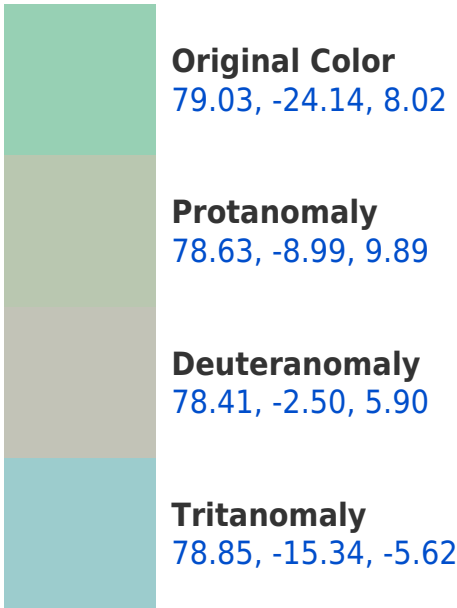 Original Color
79.03, -24.14, 8.02
Protanomaly
78.63, -8.99, 9.89
Deuteranomaly
78.41, -2.50, 5.90
Tritanomaly
78.85, -15.34, -5.62